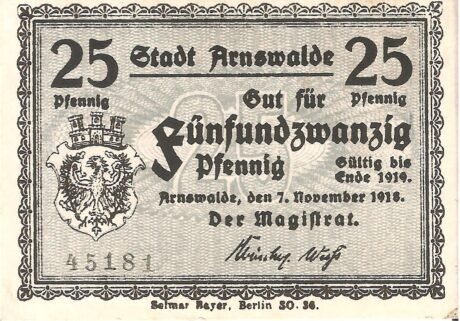 25 Stadt Arnswalde 25
Pfennig Gut für Pfennig
Fünfundzwanzig
Pfennig Gültig bis
Ende 1919.
Arnswalde, den 7. November 1918.
Der Magistrat.
45181
Selmar Bayer, Berlin SO. 36.